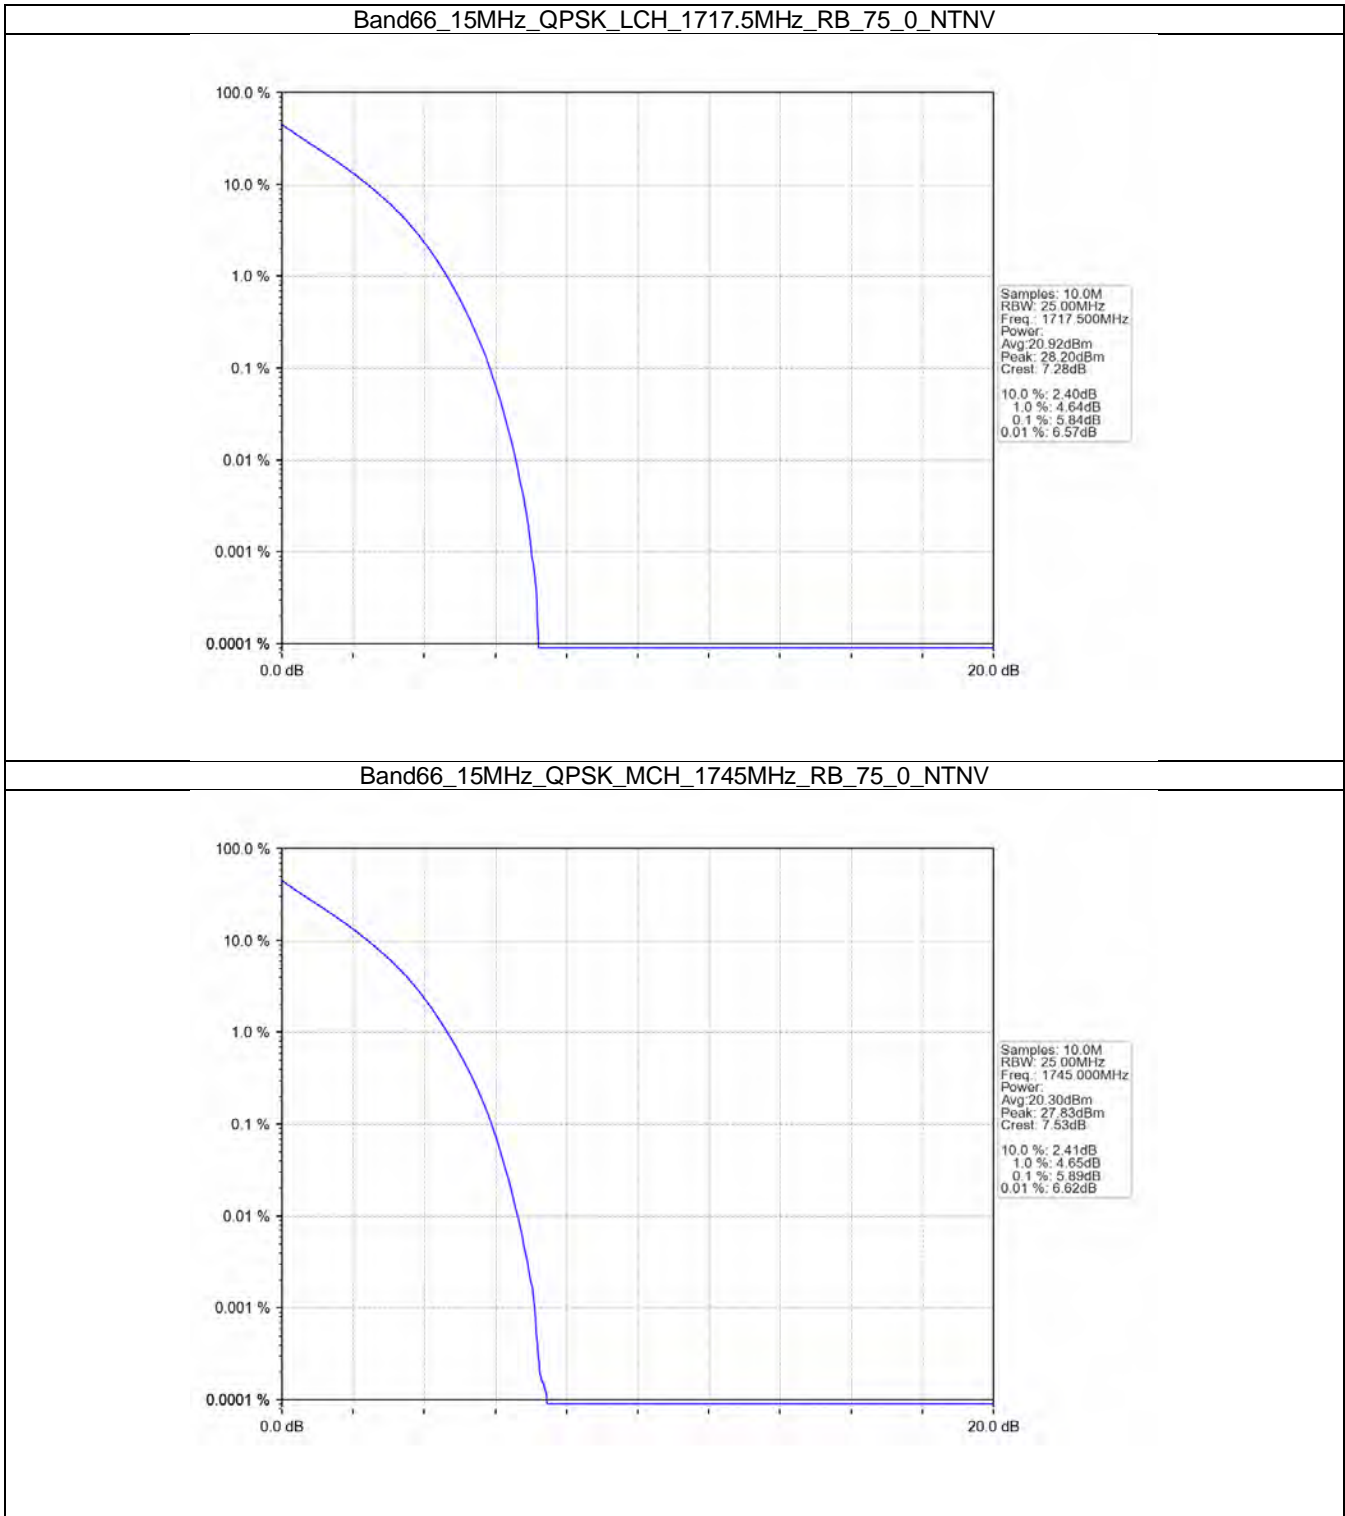 Band66_15MHz_QPSK_LCH_1717.5MHz_RB_75_0_NTNV
100.0 %
10.0 %
1.0 %
0.1 %
0.01 %
0.001 %
0.0001 %
0.0 dB
20.0 dB
Samples: 10.0M
RBW: 25.00MHz
Freq.: 1717.500MHz
Power:
Avg:20.92dBm
Peak: 28.20dBm
Crest: 7.28dB
10.0 %: 2.40dB
1.0 %: 4.64dB
0.1 %: 5.84dB
0.01 %: 6.57dB
Band66_15MHz_QPSK_MCH_1745MHz_RB_75_0_NTNV
100.0 %
10.0 %
1.0 %
0.1 %
0.01 %
0.001 %
0.0001 %
0.0 dB
20.0 dB
Samples: 10.0M
RBW: 25.00MHz
Freq.: 1745.000MHz
Power:
Avg:20.30dBm
Peak: 27.83dBm
Crest: 7.53dB
10.0 %: 2.41dB
1.0 %: 4.65dB
0.1 %: 5.89dB
0.01 %: 6.62dB